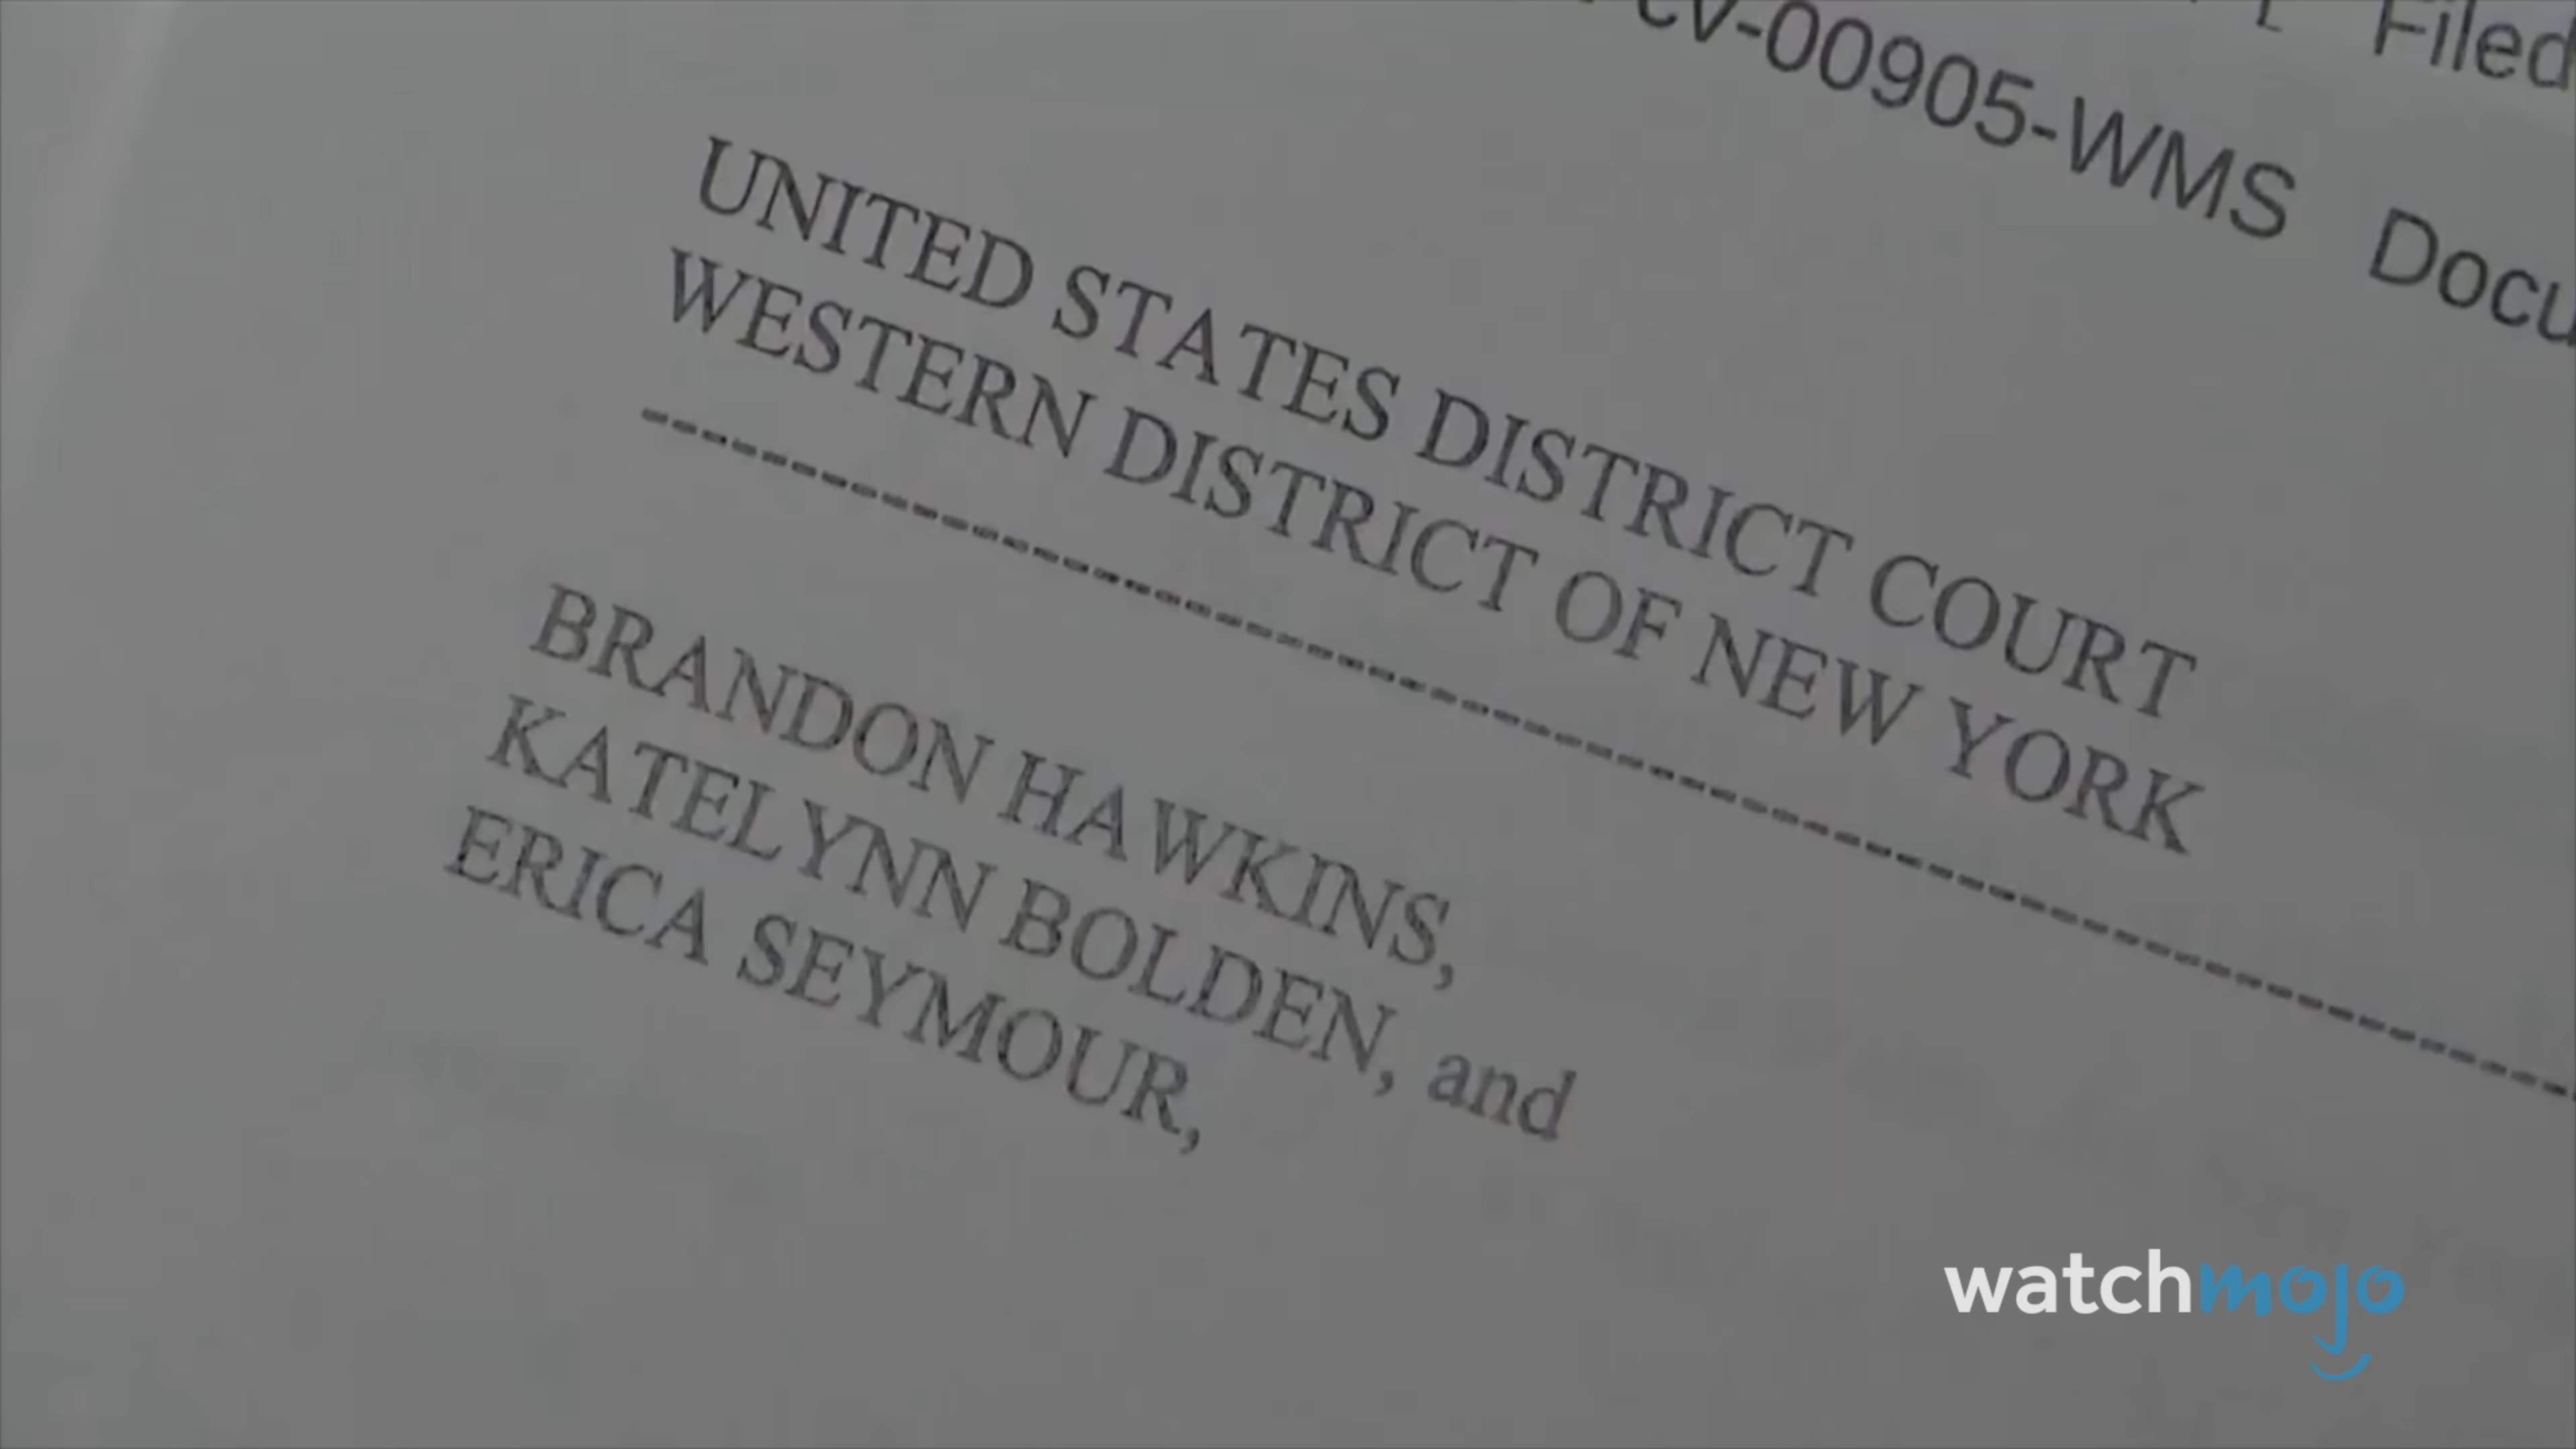 Filed
cv-00905-WMS Docu
UNITED STATES DISTRICT COURT
WESTERN DISTRICT OF NEW YORK
BRANDON HAWKINS,
KATELYNN BOLDEN, and
ERICA SEYMOUR,
watchmojo